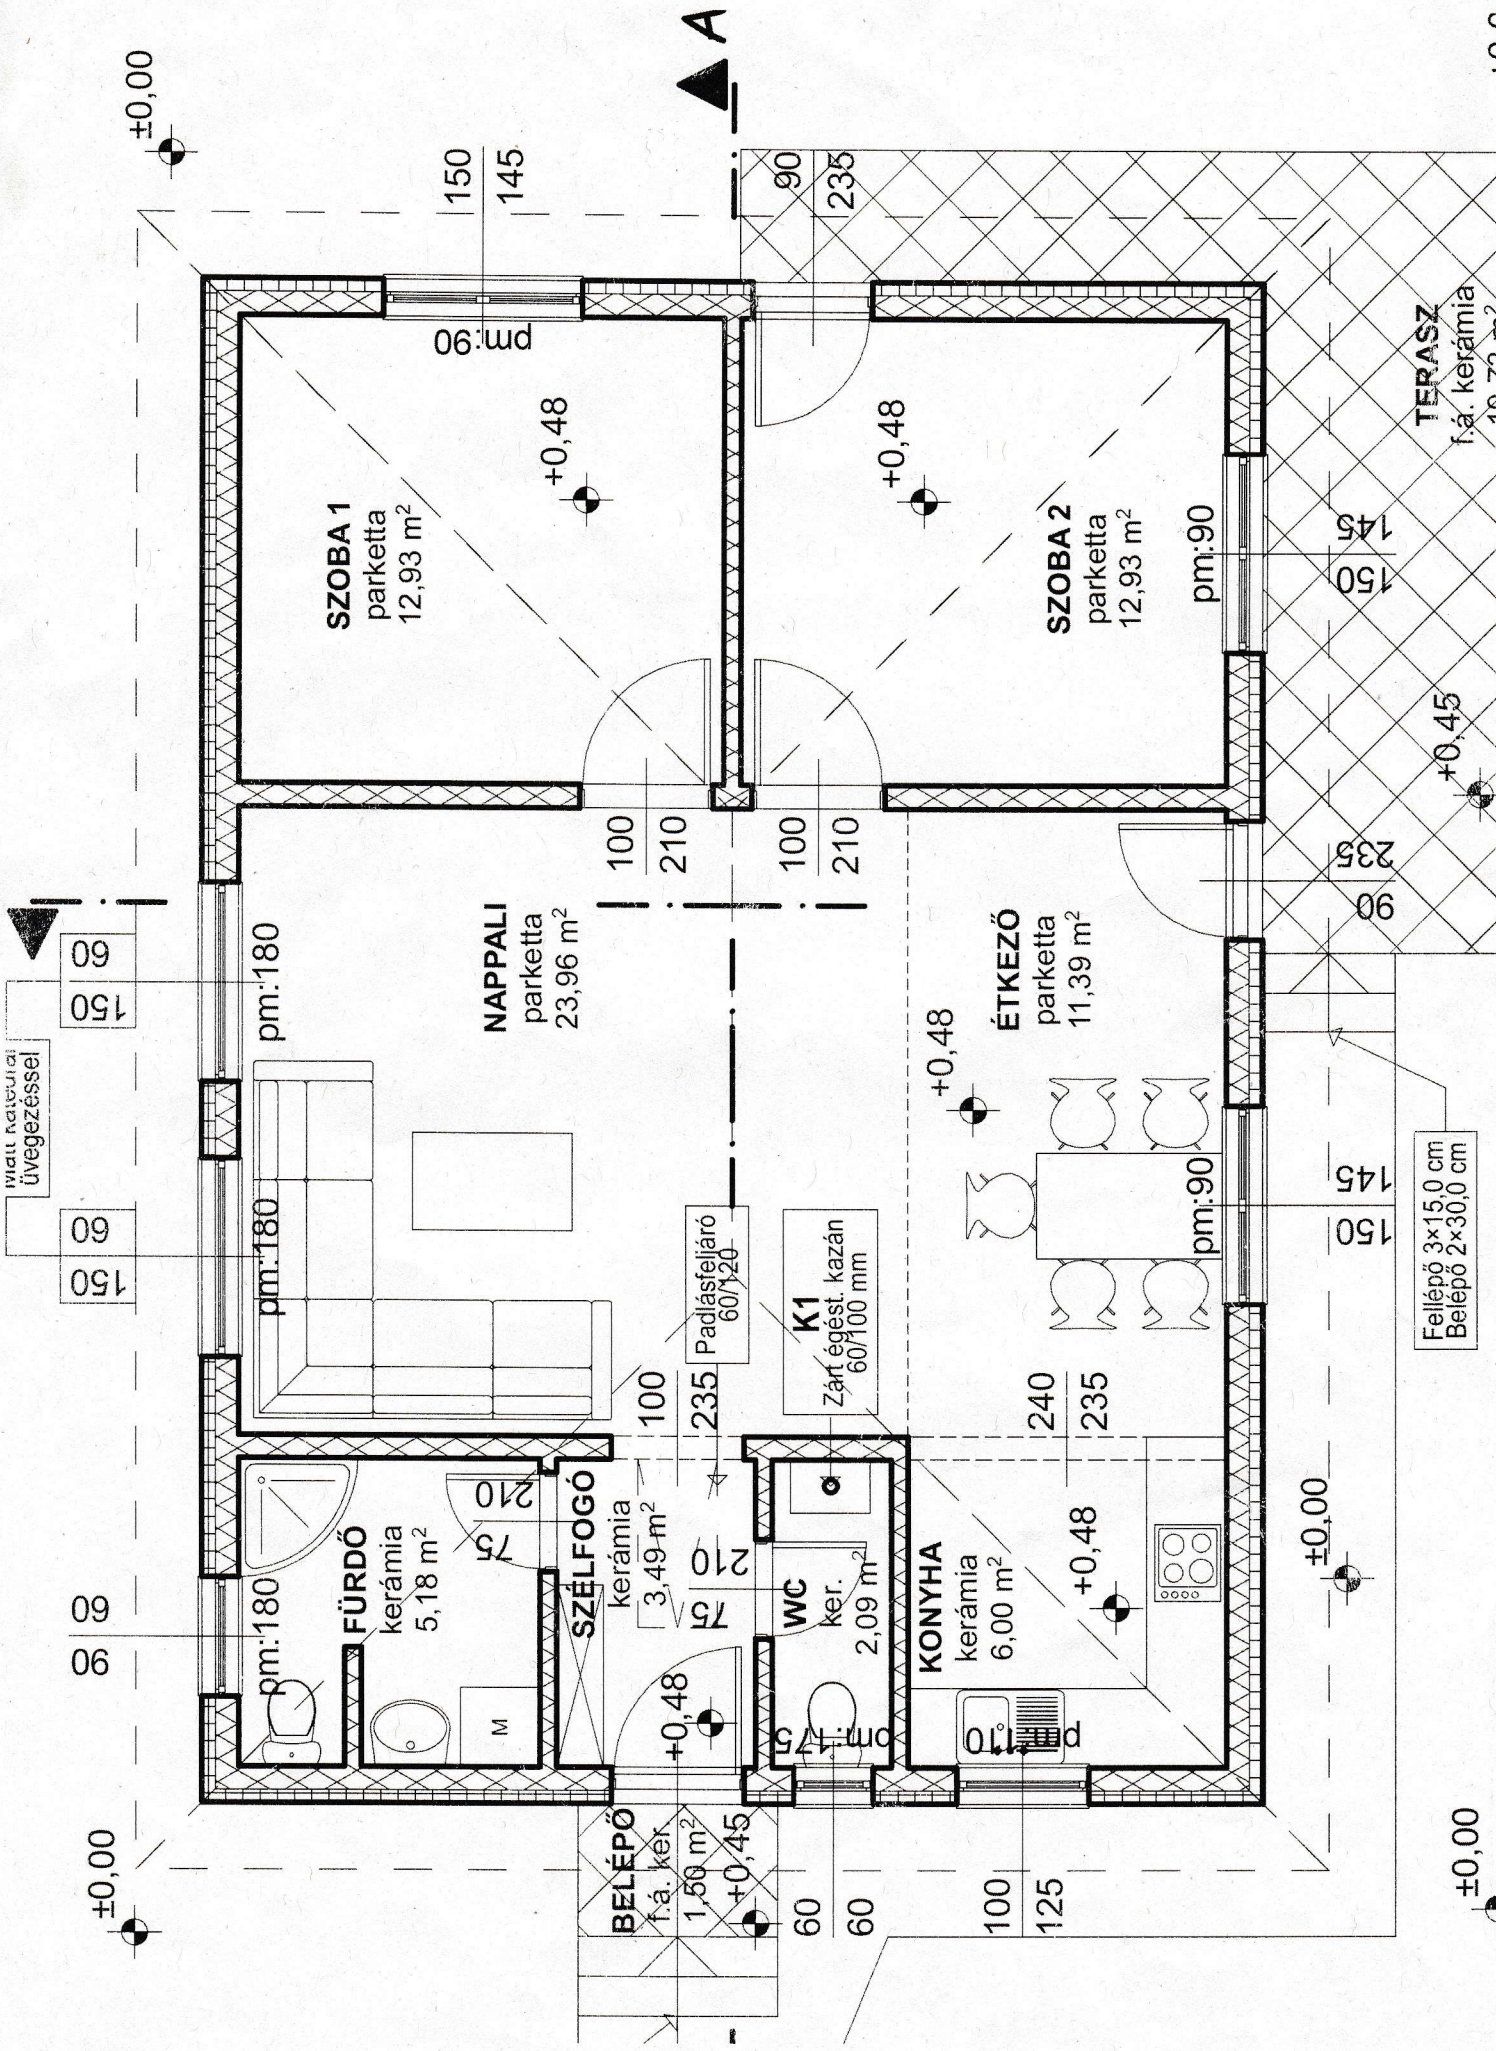 A
±0,00
150
145
90
235
pm:90
SZOBA 1
parketta
12,93 m²
+0,48
SZOBA 2
parketta
12,93 m²
+0,48
pm:90
150
145
TERASZ
f.á. kerámia
+0,45
100
210
100
210
90
235
150
60
pm:180
üvegezéssel
150
60
pm:180
NAPPALI
parketta
23,96 m²
ÉTKEZŐ
parketta
11,39 m²
+0,48
pm:90
150
145
Fellépő 3×15,0 cm
Belépő 2×30,0 cm
Padlásfeljáró
60/120
K1
Zárt égést. kazán
60/100 mm
100
235
240
235
90
60
pm:180
FÜRDŐ
kerámia
5,18 m²
75
210
M
SZÉLFOGÓ
kerámia
3,49 m²
75
210
+0,48
WC
ker.
2,09 m²
pm:175
KONYHA
kerámia
6,00 m²
+0,48
pm:110
±0,00
±0,00
BELÉPŐ
f.á. ker.
1,50 m²
+0,45
60
60
100
125
±0,00